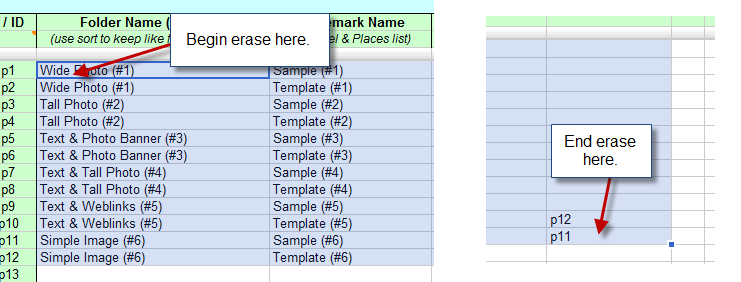 / ID Folder Name ( emark Name
(use sort to keep like el & Places list)
Begin erase here.
p1 Wide Photo (#1) Sample (#1)
p2 Wide Photo (#1) Template (#1)
p3 Tall Photo (#2) Sample (#2)
p4 Tall Photo (#2) Template (#2)
p5 Text & Photo Banner (#3) Sample (#3)
p6 Text & Photo Banner (#3) Template (#3)
p7 Text & Tall Photo (#4) Sample (#4)
p8 Text & Tall Photo (#4) Template (#4)
p9 Text & Weblinks (#5) Sample (#5)
p10 Text & Weblinks (#5) Template (#5)
p11 Simple Image (#6) Sample (#6)
p12 Simple Image (#6) Template (#6)
p13
End erase
here.
p12
p11